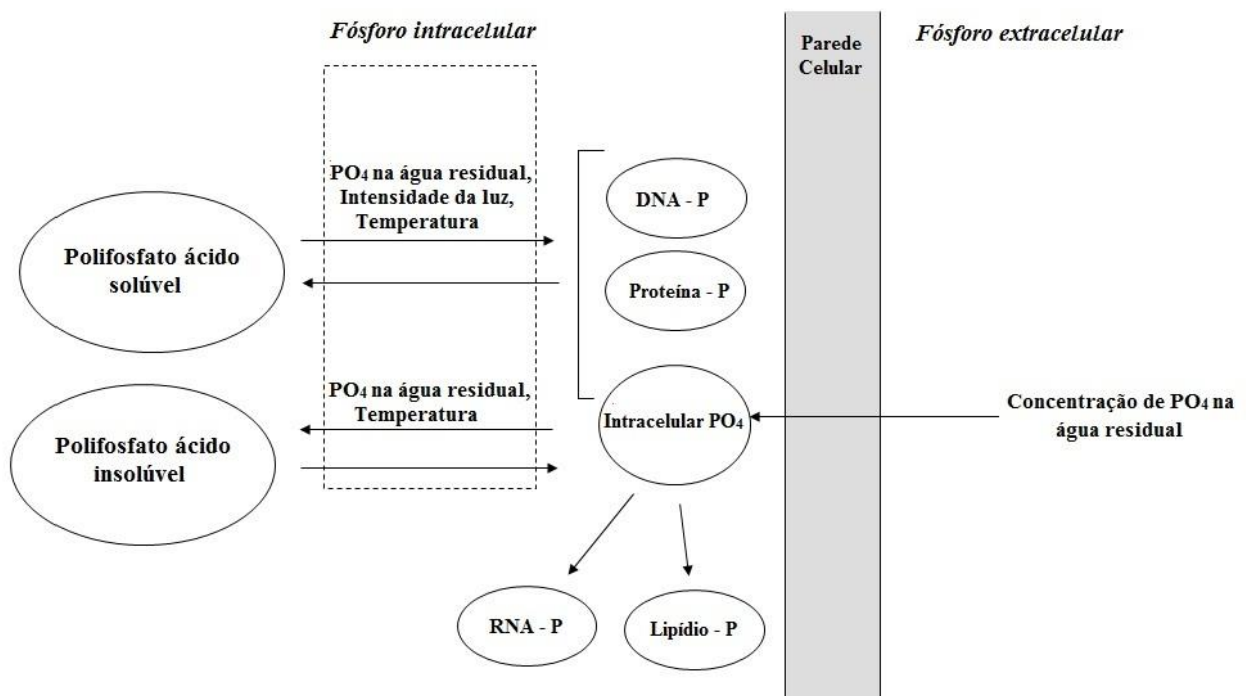 Fósforo intracelular
Parede
Celular
Fósforo extracelular
PO₄ na água residual,
Intensidade da luz,
Temperatura
DNA - P
Polifosfato ácido
solúvel
Proteína - P
PO₄ na água residual,
Temperatura
Intracelular PO₄
Concentração de PO₄ na
água residual
Polifosfato ácido
insolúvel
RNA - P
Lipídio - P